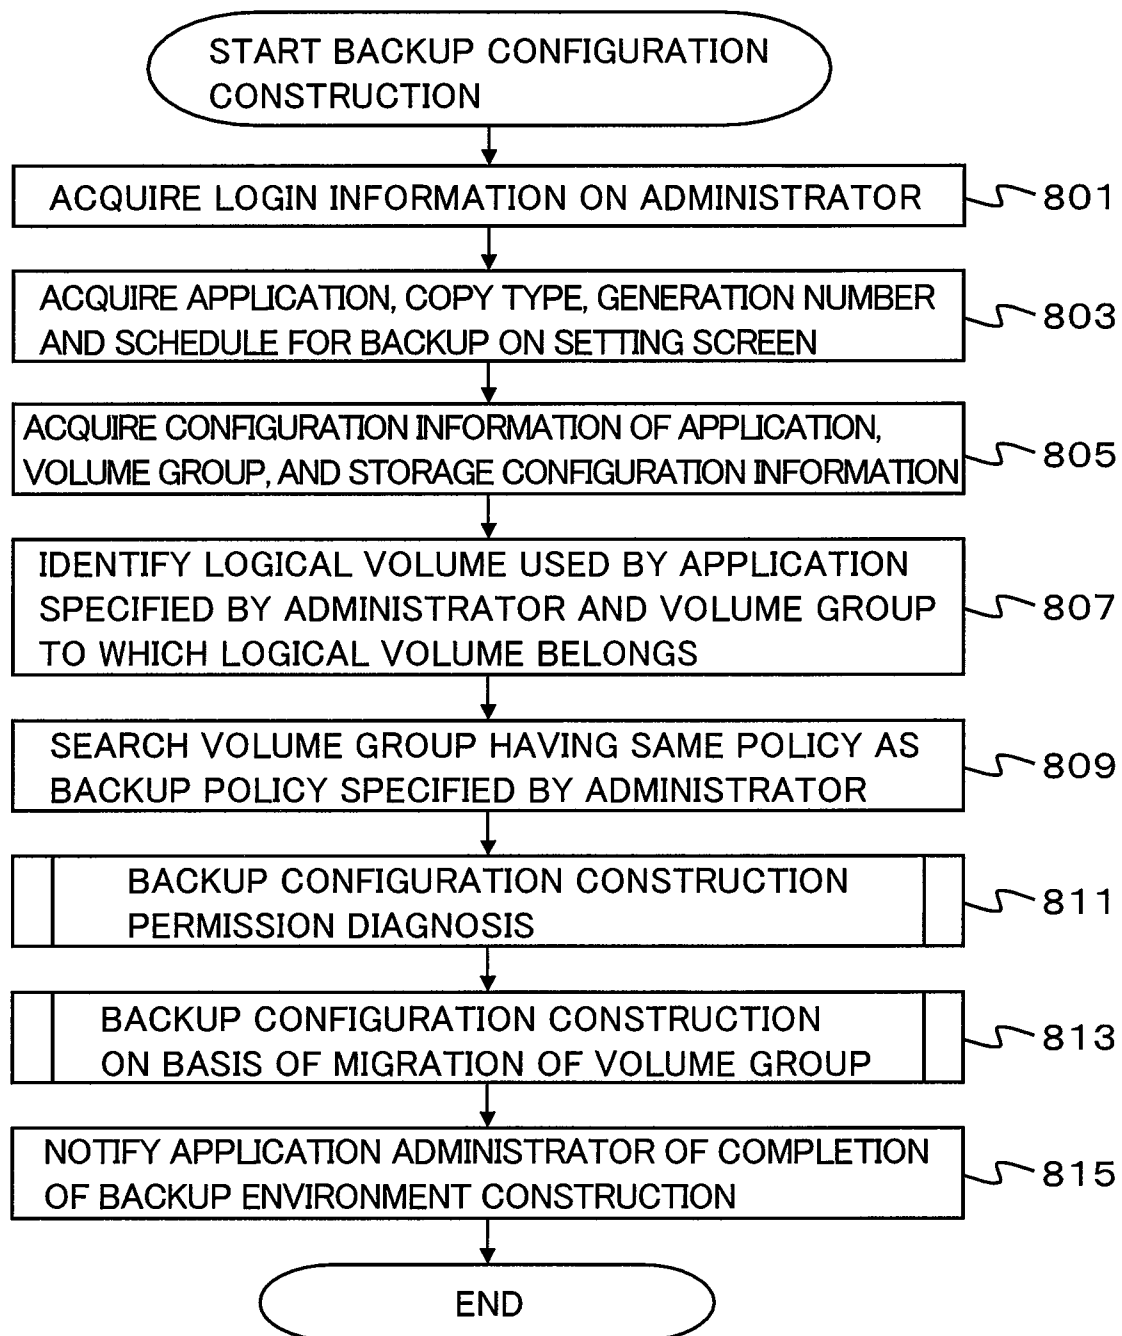 START BACKUP CONFIGURATION
CONSTRUCTION
ACQUIRE LOGIN INFORMATION ON ADMINISTRATOR
801
ACQUIRE APPLICATION, COPY TYPE, GENERATION NUMBER
AND SCHEDULE FOR BACKUP ON SETTING SCREEN
803
ACQUIRE CONFIGURATION INFORMATION OF APPLICATION,
VOLUME GROUP, AND STORAGE CONFIGURATION INFORMATION
805
IDENTIFY LOGICAL VOLUME USED BY APPLICATION
SPECIFIED BY ADMINISTRATOR AND VOLUME GROUP
TO WHICH LOGICAL VOLUME BELONGS
807
SEARCH VOLUME GROUP HAVING SAME POLICY AS
BACKUP POLICY SPECIFIED BY ADMINISTRATOR
809
BACKUP CONFIGURATION CONSTRUCTION
PERMISSION DIAGNOSIS
811
BACKUP CONFIGURATION CONSTRUCTION
ON BASIS OF MIGRATION OF VOLUME GROUP
813
NOTIFY APPLICATION ADMINISTRATOR OF COMPLETION
OF BACKUP ENVIRONMENT CONSTRUCTION
815
END